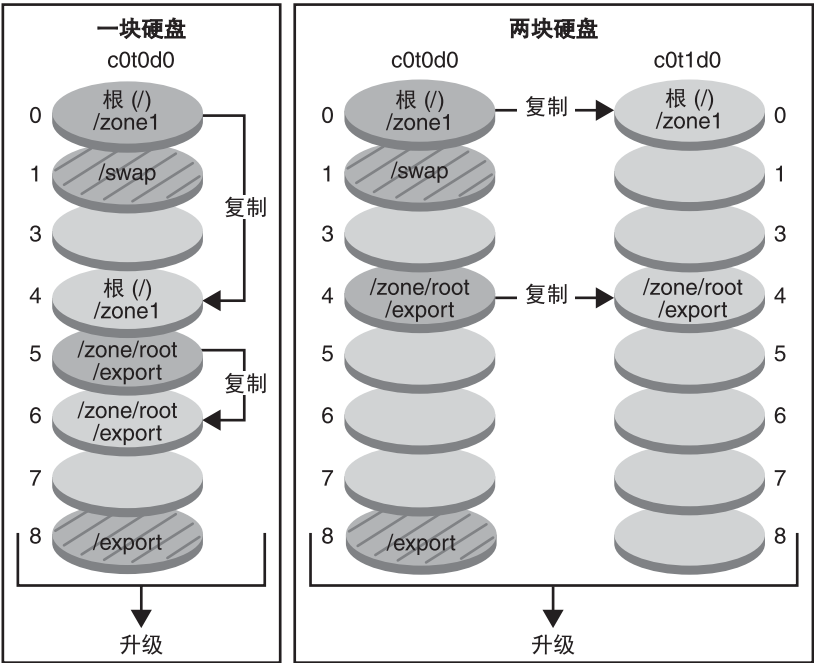 一块硬盘
c0t0d0
0
根 (/)
/zone1
1
/swap
复制
3
4
根 (/)
/zone1
5
/zone/root
/export
复制
6
/zone/root
/export
7
8
/export
升级
两块硬盘
c0t0d0
c0t1d0
0
根 (/)
/zone1
复制
根 (/)
/zone1
0
1
/swap
1
3
3
4
/zone/root
/export
复制
/zone/root
/export
4
5
5
6
6
7
7
8
/export
8
升级